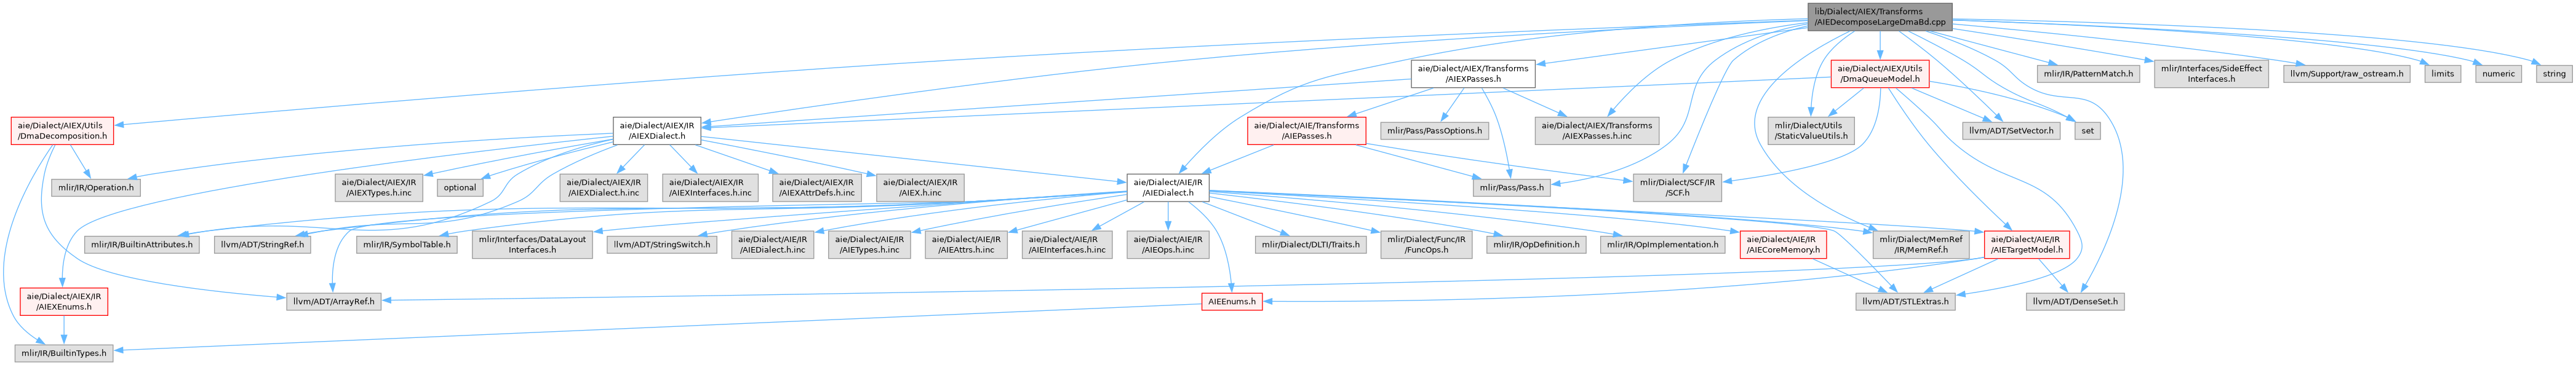 lib/Dialect/AIEX/Transforms
/AIEDecomposeLargeDmaBd.cpp
aie/Dialect/AIEX/Transforms
/AIEXPasses.h
aie/Dialect/AIEX/Utils
/DmaQueueModel.h
mlir/IR/PatternMatch.h
mlir/Interfaces/SideEffect
Interfaces.h
llvm/Support/raw_ostream.h
limits
numeric
string
aie/Dialect/AIEX/Utils
/DmaDecomposition.h
aie/Dialect/AIEX/IR
/AIEXDialect.h
aie/Dialect/AIE/Transforms
/AIEPasses.h
mlir/Pass/PassOptions.h
aie/Dialect/AIEX/Transforms
/AIEXPasses.h.inc
mlir/Dialect/Utils
/StaticValueUtils.h
llvm/ADT/SetVector.h
set
mlir/IR/Operation.h
aie/Dialect/AIEX/IR
/AIEXTypes.h.inc
optional
aie/Dialect/AIEX/IR
/AIEXDialect.h.inc
aie/Dialect/AIEX/IR
/AIEXInterfaces.h.inc
aie/Dialect/AIEX/IR
/AIEXAttrDefs.h.inc
aie/Dialect/AIEX/IR
/AIEX.h.inc
aie/Dialect/AIE/IR
/AIEDialect.h
mlir/Pass/Pass.h
mlir/Dialect/SCF/IR
/SCF.h
mlir/IR/BuiltinAttributes.h
llvm/ADT/StringRef.h
mlir/IR/SymbolTable.h
mlir/Interfaces/DataLayout
Interfaces.h
llvm/ADT/StringSwitch.h
aie/Dialect/AIE/IR
/AIEDialect.h.inc
aie/Dialect/AIE/IR
/AIETypes.h.inc
aie/Dialect/AIE/IR
/AIEAttrs.h.inc
aie/Dialect/AIE/IR
/AIEInterfaces.h.inc
aie/Dialect/AIE/IR
/AIEOps.h.inc
mlir/Dialect/DLTI/Traits.h
mlir/Dialect/Func/IR
/FuncOps.h
mlir/IR/OpDefinition.h
mlir/IR/OpImplementation.h
aie/Dialect/AIE/IR
/AIECoreMemory.h
mlir/Dialect/MemRef
/IR/MemRef.h
aie/Dialect/AIE/IR
/AIETargetModel.h
aie/Dialect/AIEX/IR
/AIEXEnums.h
llvm/ADT/ArrayRef.h
AIEEnums.h
llvm/ADT/STLExtras.h
llvm/ADT/DenseSet.h
mlir/IR/BuiltinTypes.h